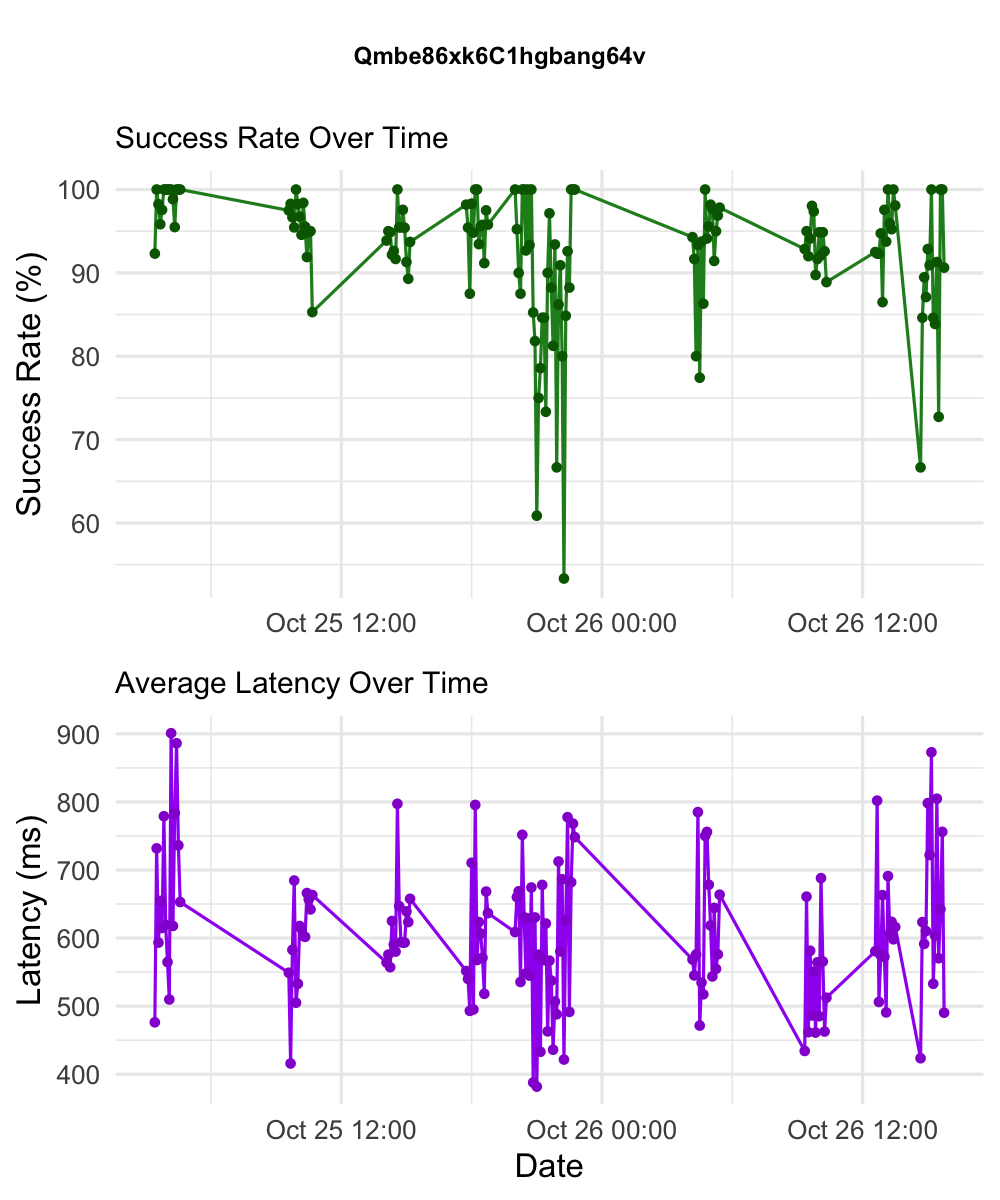 Qmbe86xk6C1hgbang64v
Success Rate Over Time
Success Rate (%)
100
90
80
70
60
Oct 25 12:00
Oct 26 00:00
Oct 26 12:00
Average Latency Over Time
Latency (ms)
900
800
700
600
500
400
Oct 25 12:00
Oct 26 00:00
Oct 26 12:00
Date